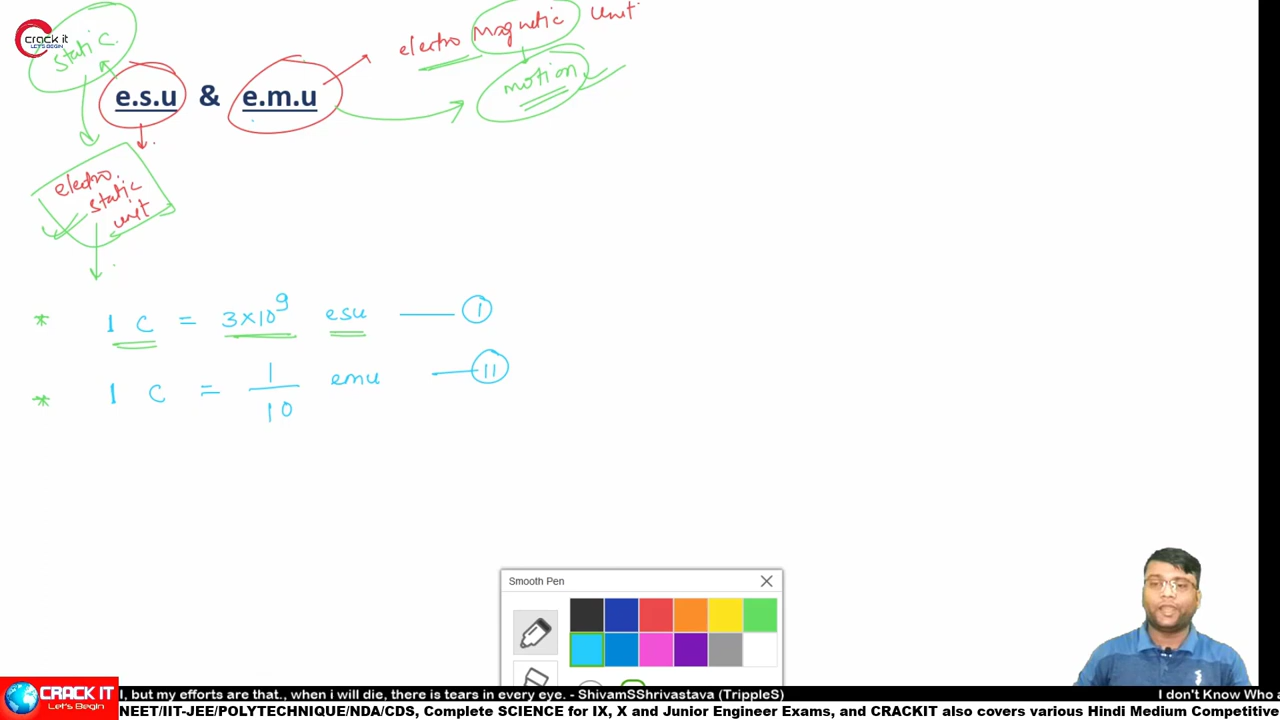 crack it
LET'S BEGIN
static
electro magnetic unit
e.s.u & e.m.u
motion
electro.
static
unit
* 1 C = 3×10⁹ esu —— I
* 1 C = 1/10 emu —— II
Smooth Pen
I, but my efforts are that., when i will die, there is tears in every eye. - ShivamSShrivastava (TrippleS)
I don't Know Who a
CRACK IT
Let's Begin
NEET/IIT-JEE/POLYTECHNIQUE/NDA/CDS, Complete SCIENCE for IX, X and Junior Engineer Exams, and CRACKIT also covers various Hindi Medium Competitive